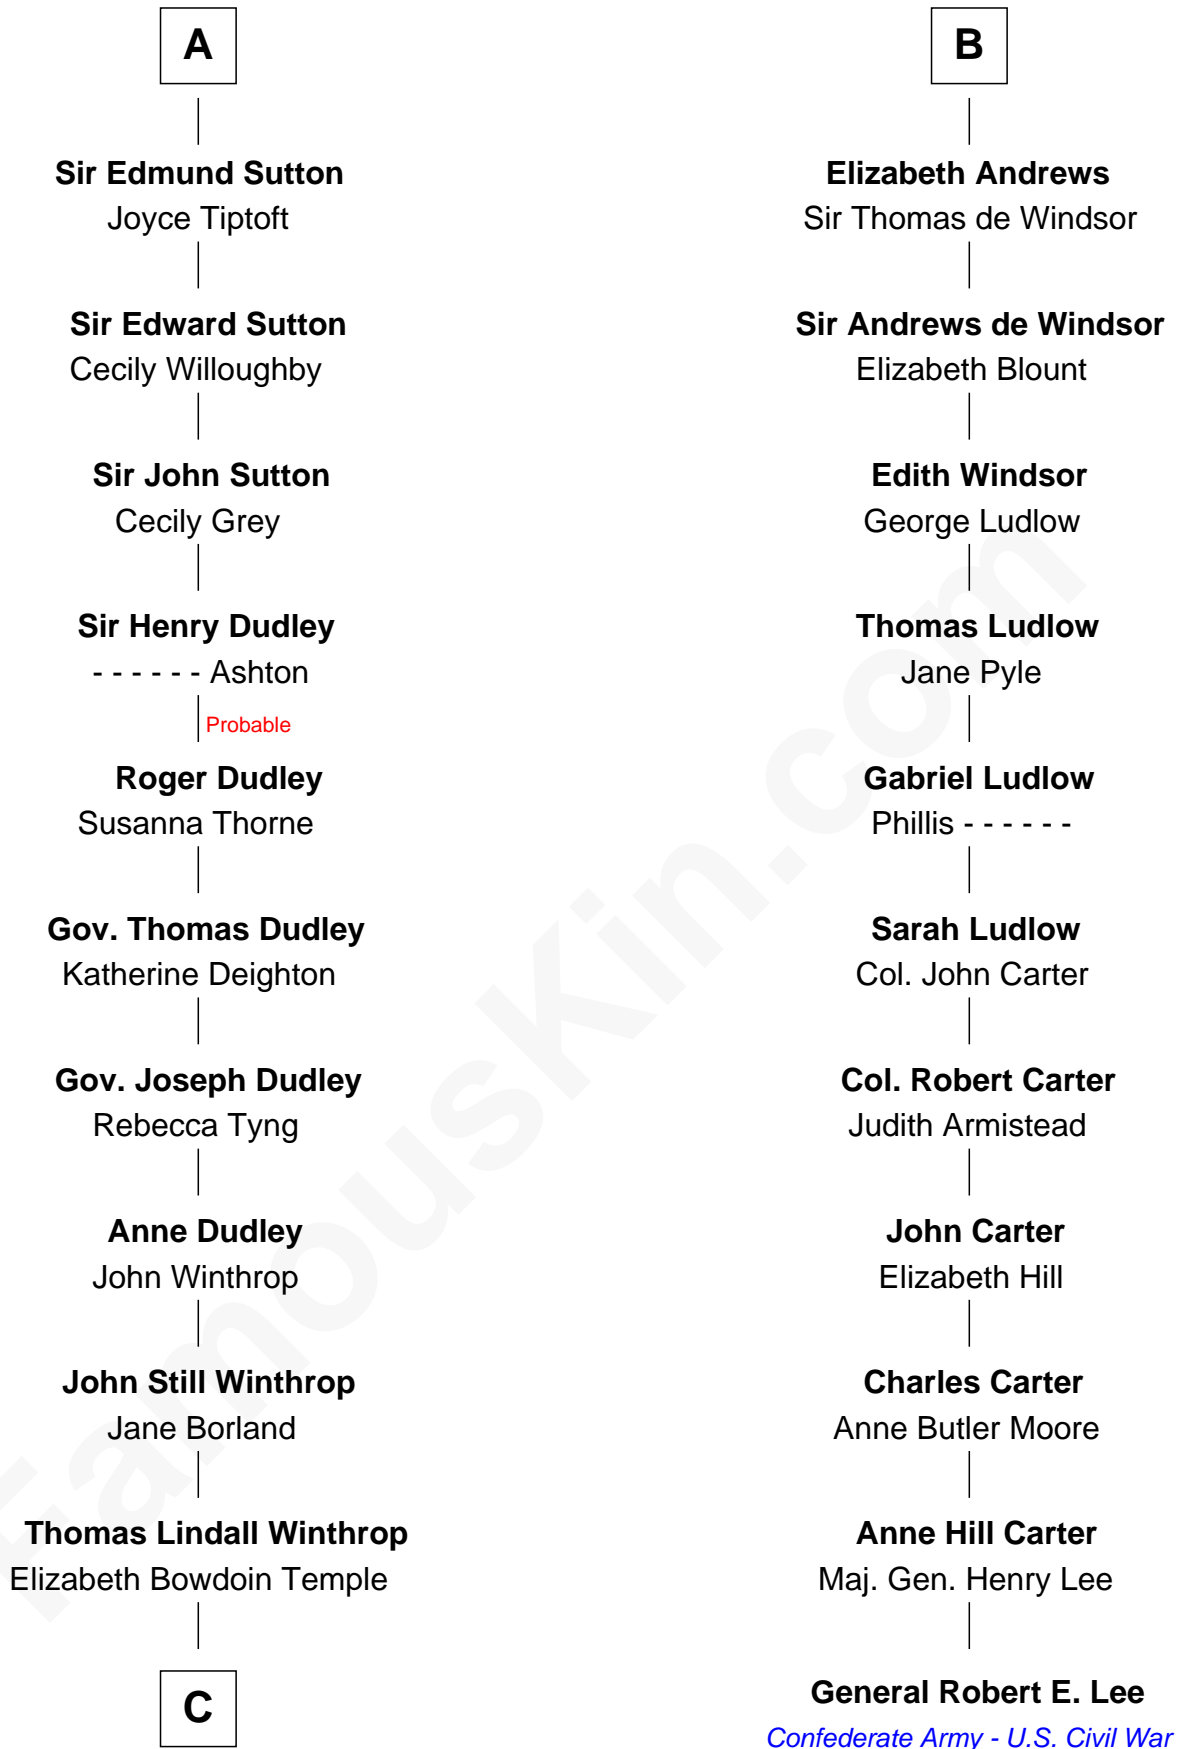 A
Sir Edmund Sutton
Joyce Tiptoft
Sir Edward Sutton
Cecily Willoughby
Sir John Sutton
Cecily Grey
Sir Henry Dudley
- - - - - - Ashton
Probable
Roger Dudley
Susanna Thorne
Gov. Thomas Dudley
Katherine Deighton
Gov. Joseph Dudley
Rebecca Tyng
Anne Dudley
John Winthrop
John Still Winthrop
Jane Borland
Thomas Lindall Winthrop
Elizabeth Bowdoin Temple
C
B
Elizabeth Andrews
Sir Thomas de Windsor
Sir Andrews de Windsor
Elizabeth Blount
Edith Windsor
George Ludlow
Thomas Ludlow
Jane Pyle
Gabriel Ludlow
Phillis - - - - - -
Sarah Ludlow
Col. John Carter
Col. Robert Carter
Judith Armistead
John Carter
Elizabeth Hill
Charles Carter
Anne Butler Moore
Anne Hill Carter
Maj. Gen. Henry Lee
General Robert E. Lee
Confederate Army - U.S. Civil War
FamousKin.com